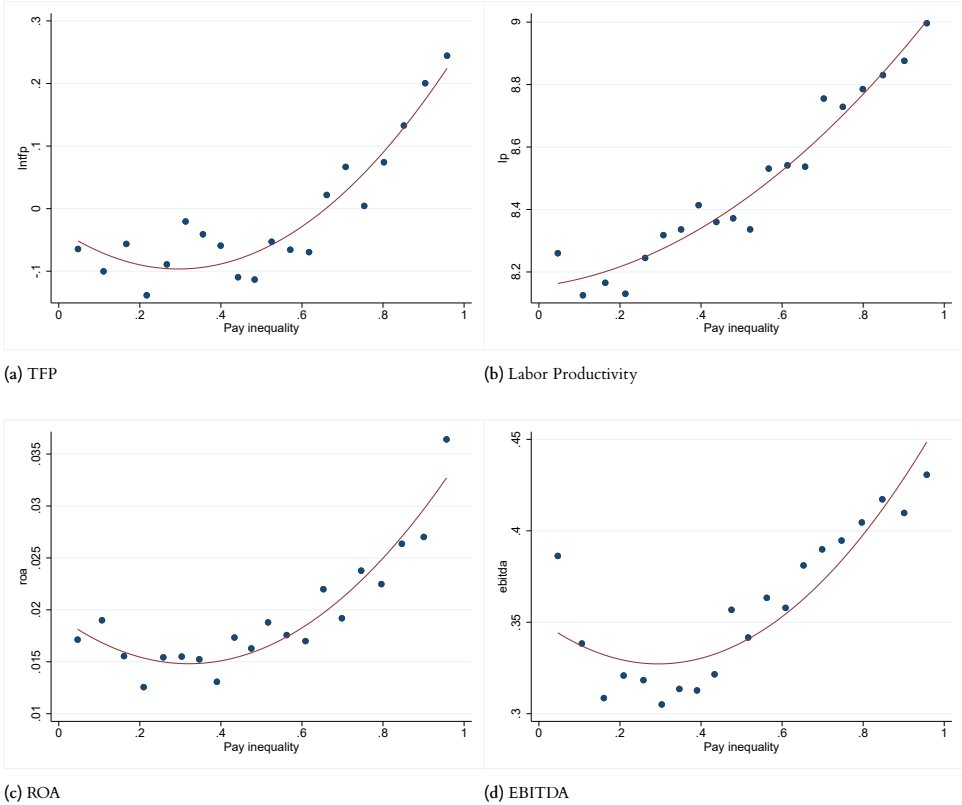 .3
.2
.1
0
-.1
lntfp
0 .2 .4 .6 .8 1
Pay inequality
(a) TFP
9
8.8
8.6
8.4
8.2
lp
0 .2 .4 .6 .8 1
Pay inequality
(b) Labor Productivity
.035
.03
.025
.02
.015
.01
roa
0 .2 .4 .6 .8 1
Pay inequality
(c) ROA
.45
.4
.35
.3
ebitda
0 .2 .4 .6 .8 1
Pay inequality
(d) EBITDA